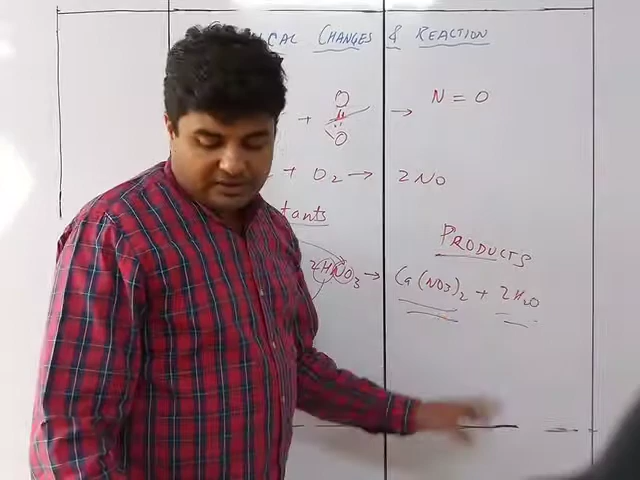 CAL CHANGES & REACTION
+ O = O → N = O
+ O₂ → 2NO
tants
PRODUCTS
2HNO₃ → Ca(NO3)₂ + 2H₂O